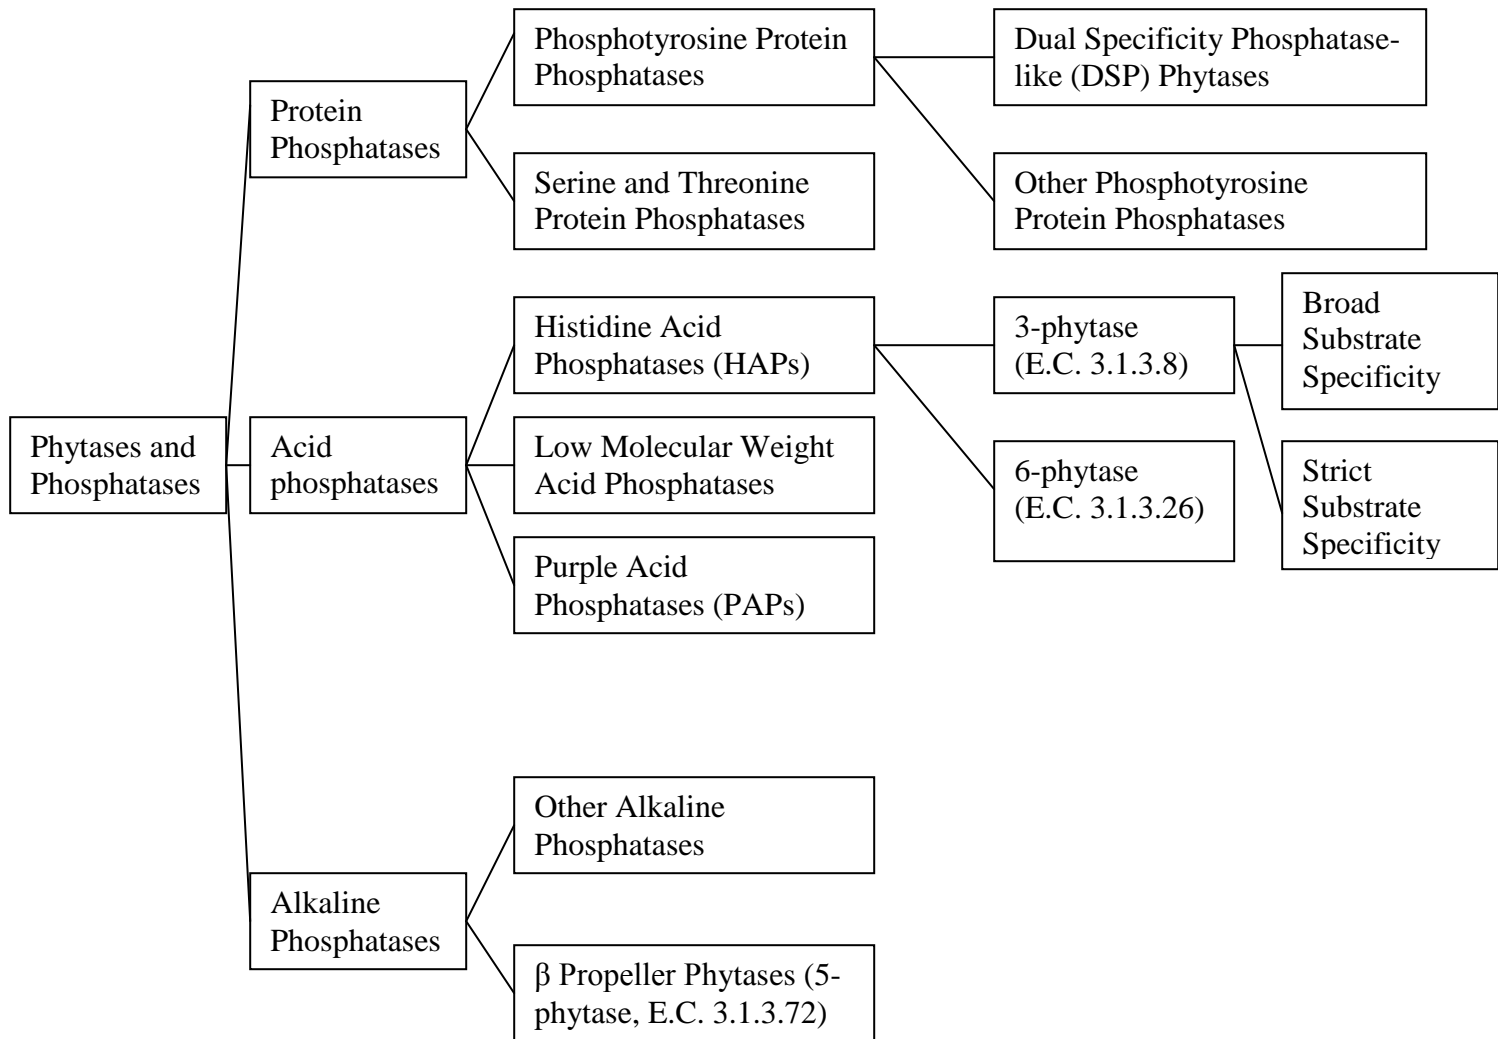 Phosphotyrosine Protein
Phosphatases
Dual Specificity Phosphatase-
like (DSP) Phytases
Protein
Phosphatases
Serine and Threonine
Protein Phosphatases
Other Phosphotyrosine
Protein Phosphatases
Histidine Acid
Phosphatases (HAPs)
3-phytase
(E.C. 3.1.3.8)
Broad
Substrate
Specificity
Phytases and
Phosphatases
Acid
phosphatases
Low Molecular Weight
Acid Phosphatases
6-phytase
(E.C. 3.1.3.26)
Strict
Substrate
Specificity
Purple Acid
Phosphatases (PAPs)
Other Alkaline
Phosphatases
Alkaline
Phosphatases
β Propeller Phytases (5-
phytase, E.C. 3.1.3.72)